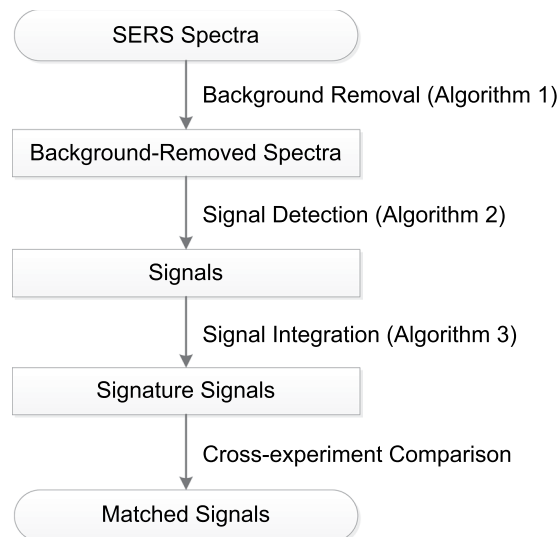 SERS Spectra
Background Removal (Algorithm 1)
Background-Removed Spectra
Signal Detection (Algorithm 2)
Signals
Signal Integration (Algorithm 3)
Signature Signals
Cross-experiment Comparison
Matched Signals